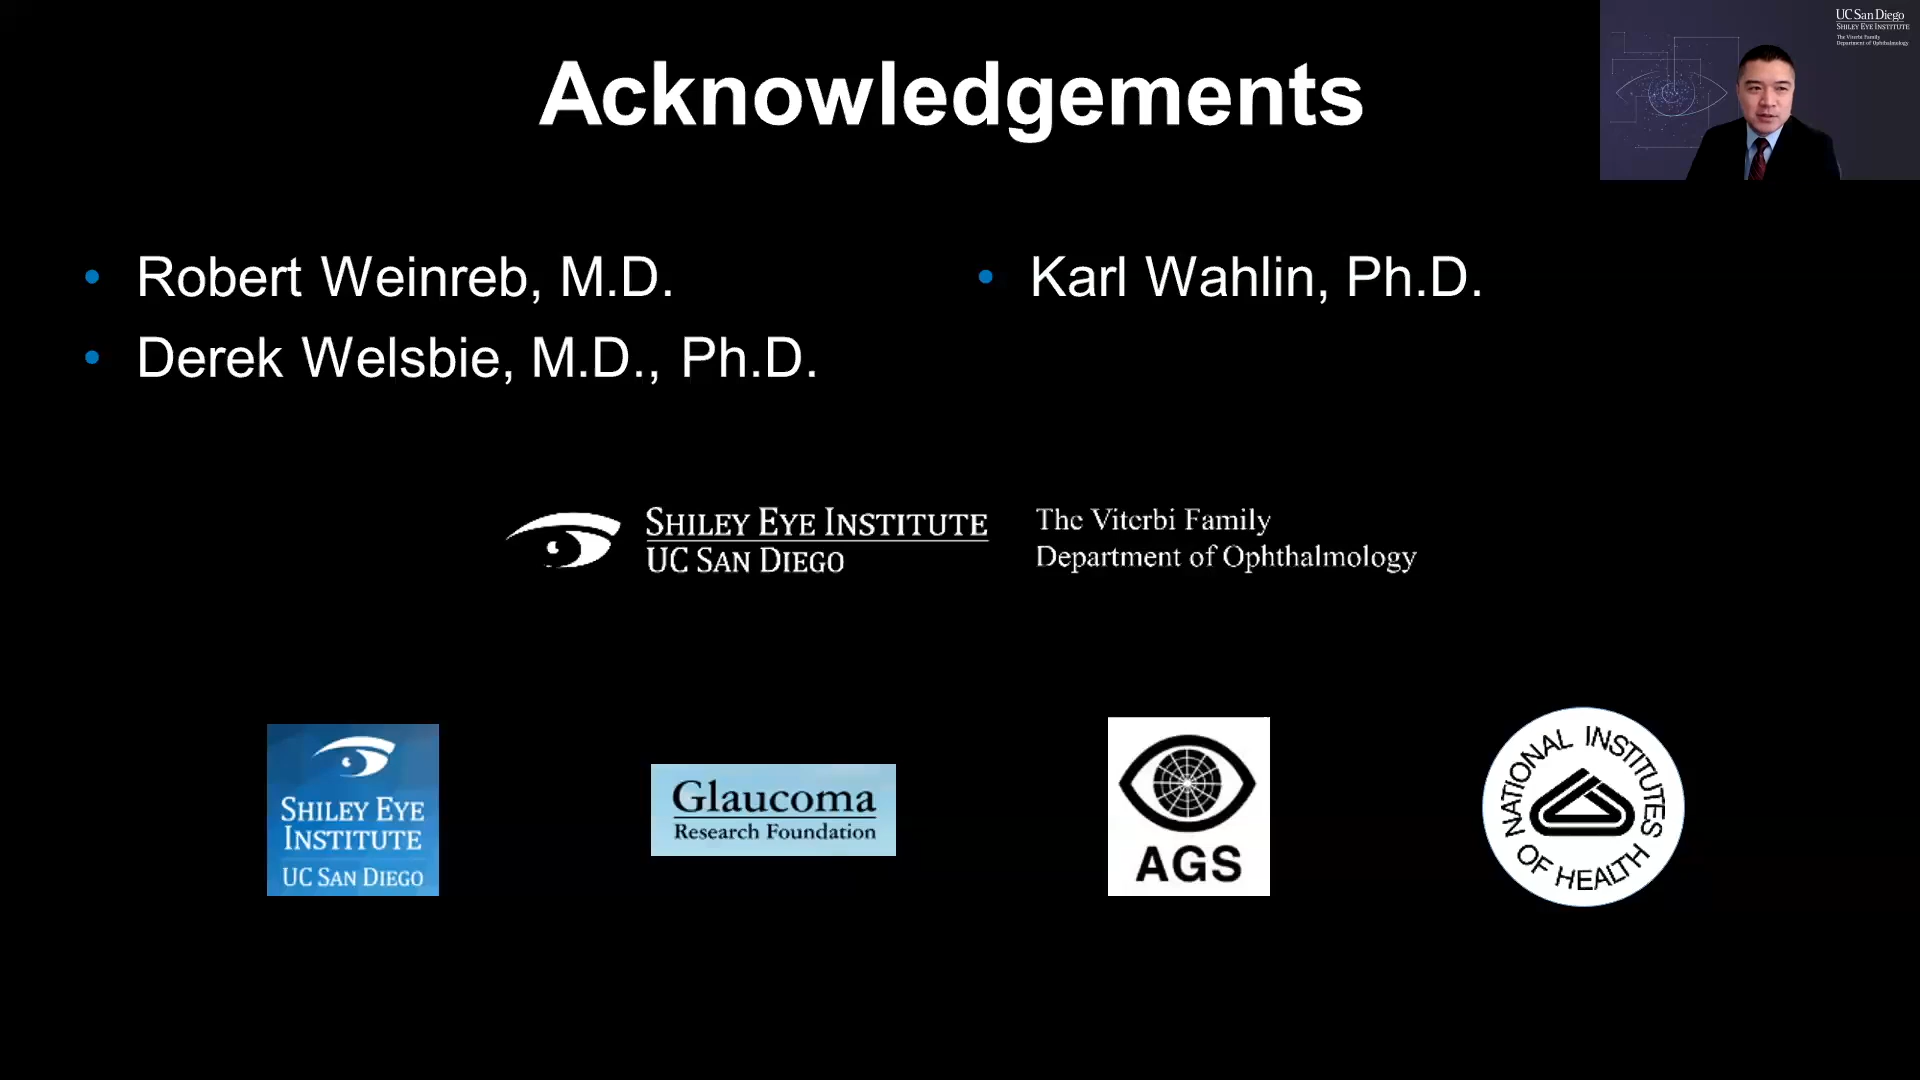 Acknowledgements
UC San Diego
SHILEY EYE INSTITUTE
The Viterbi Family
Department of Ophthalmology
• Robert Weinreb, M.D.
• Derek Welsbie, M.D., Ph.D.
• Karl Wahlin, Ph.D.
SHILEY EYE INSTITUTE
UC SAN DIEGO
The Viterbi Family
Department of Ophthalmology
SHILEY EYE
INSTITUTE
UC SAN DIEGO
Glaucoma
Research Foundation
AGS
NATIONAL INSTITUTES
OF HEALTH